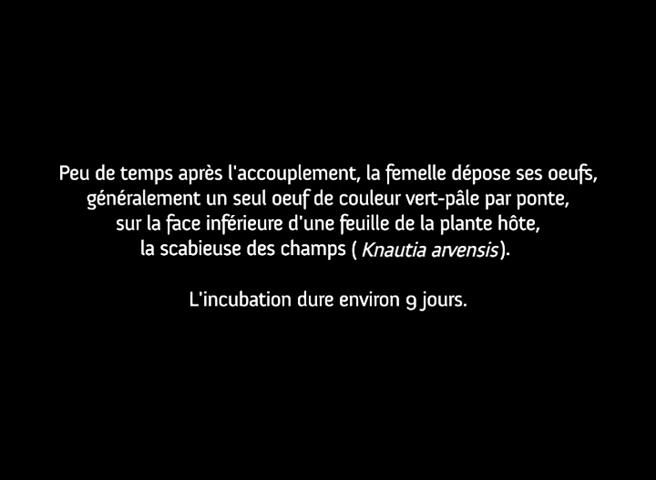 Peu de temps après l'accouplement, la femelle dépose ses oeufs,
généralement un seul oeuf de couleur vert-pâle par ponte,
sur la face inférieure d'une feuille de la plante hôte,
la scabieuse des champs ( Knautia arvensis).
L'incubation dure environ 9 jours.